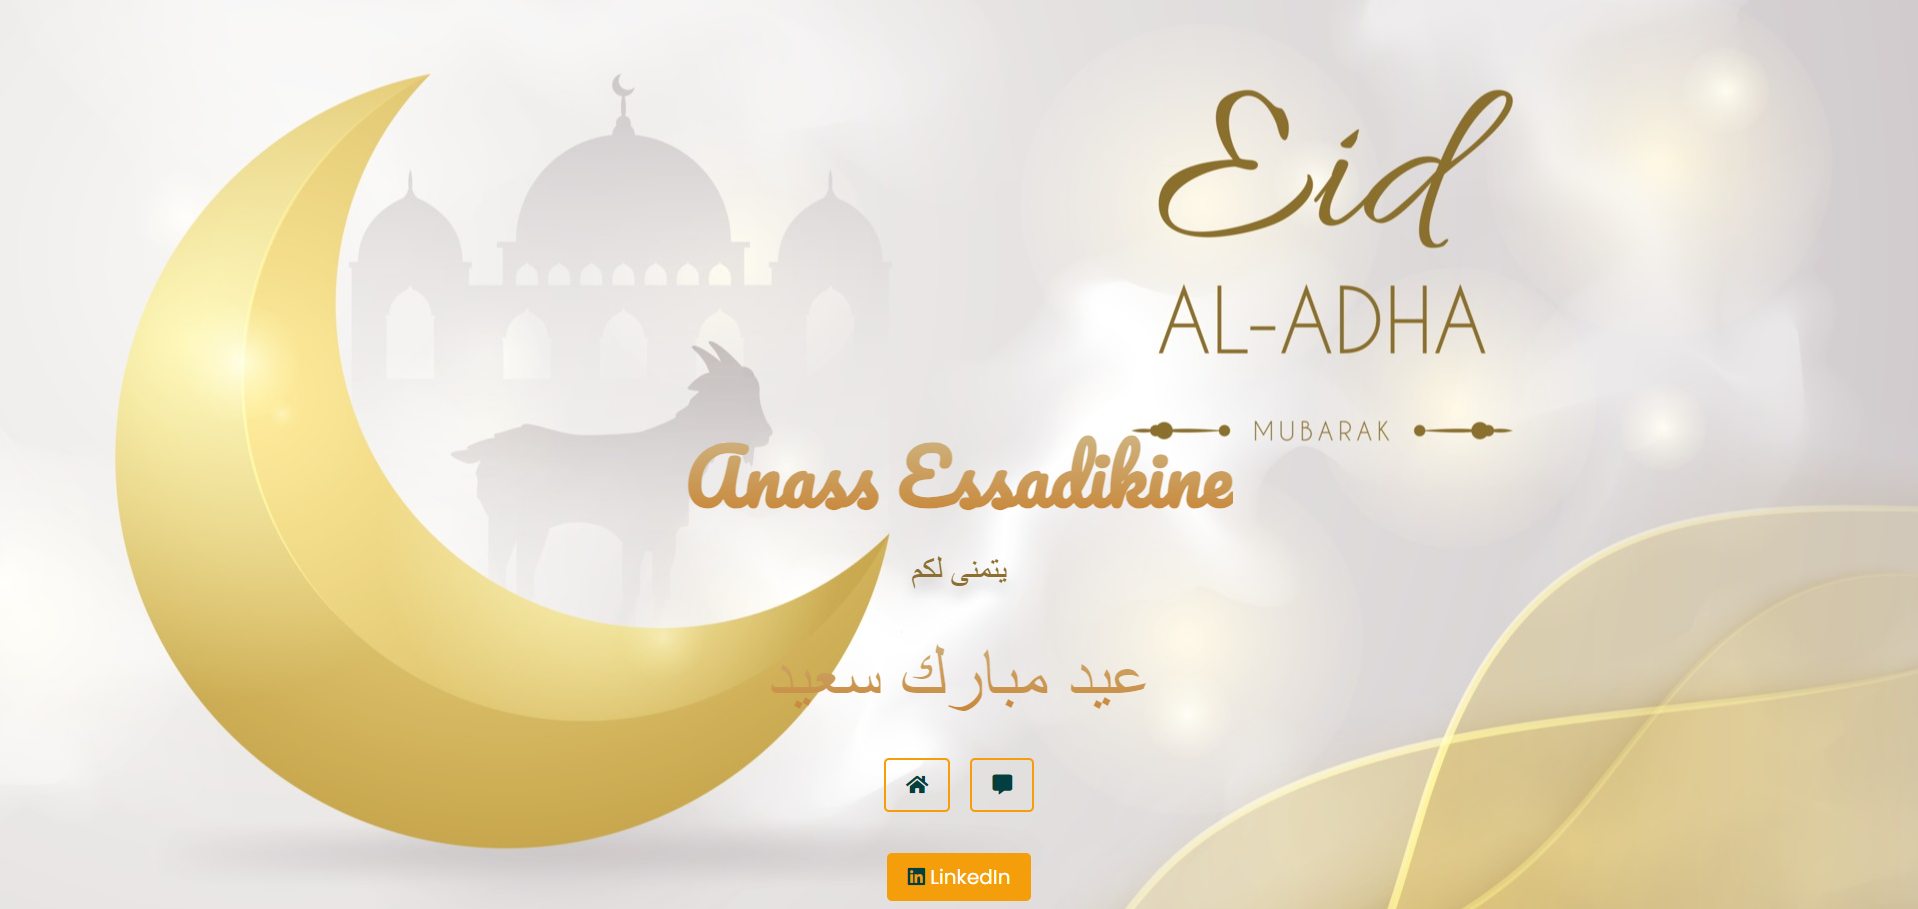 Eid
AL-ADHA
MUBARAK
Anass Essadikine
يتمنى لكم
عيد مبارك سعيد
LinkedIn